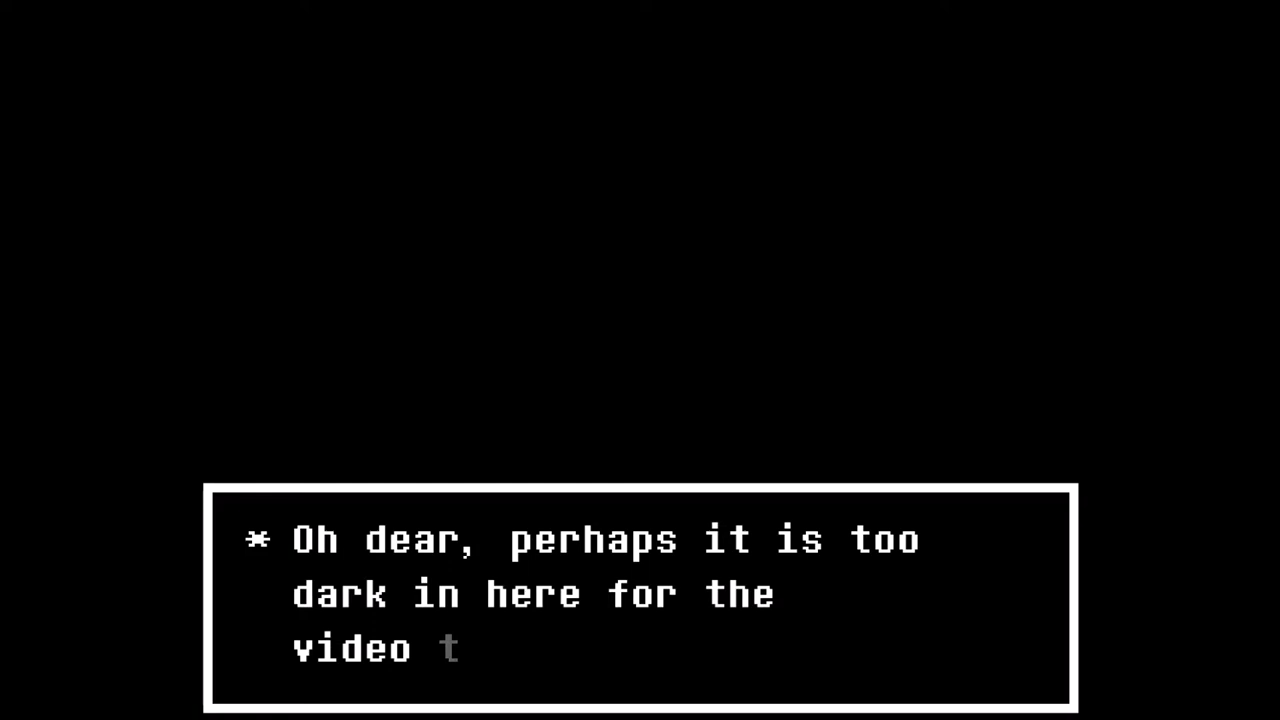 * Oh dear, perhaps it is too
dark in here for the
video t